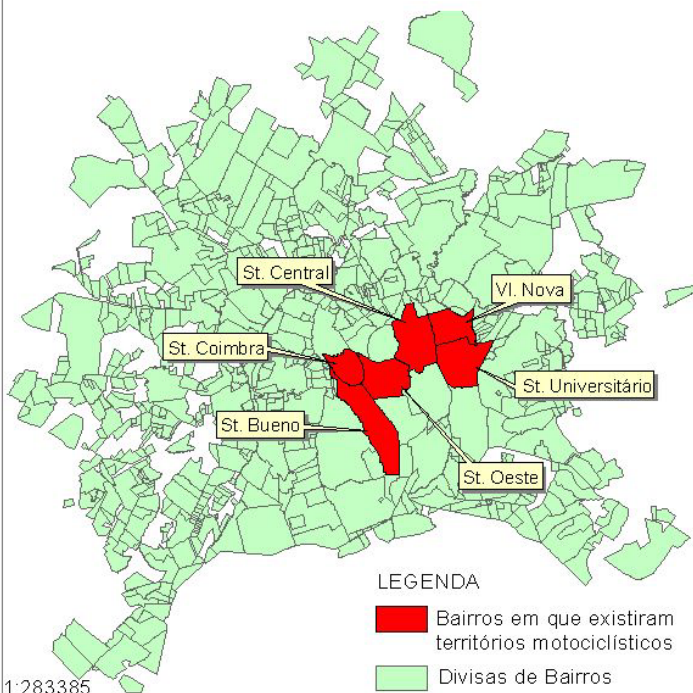 St. Central
Vl. Nova
St. Coimbra
St. Universitário
St. Bueno
St. Oeste
LEGENDA
Bairros em que existiram
territórios motociclísticos
Divisas de Bairros
1:283385